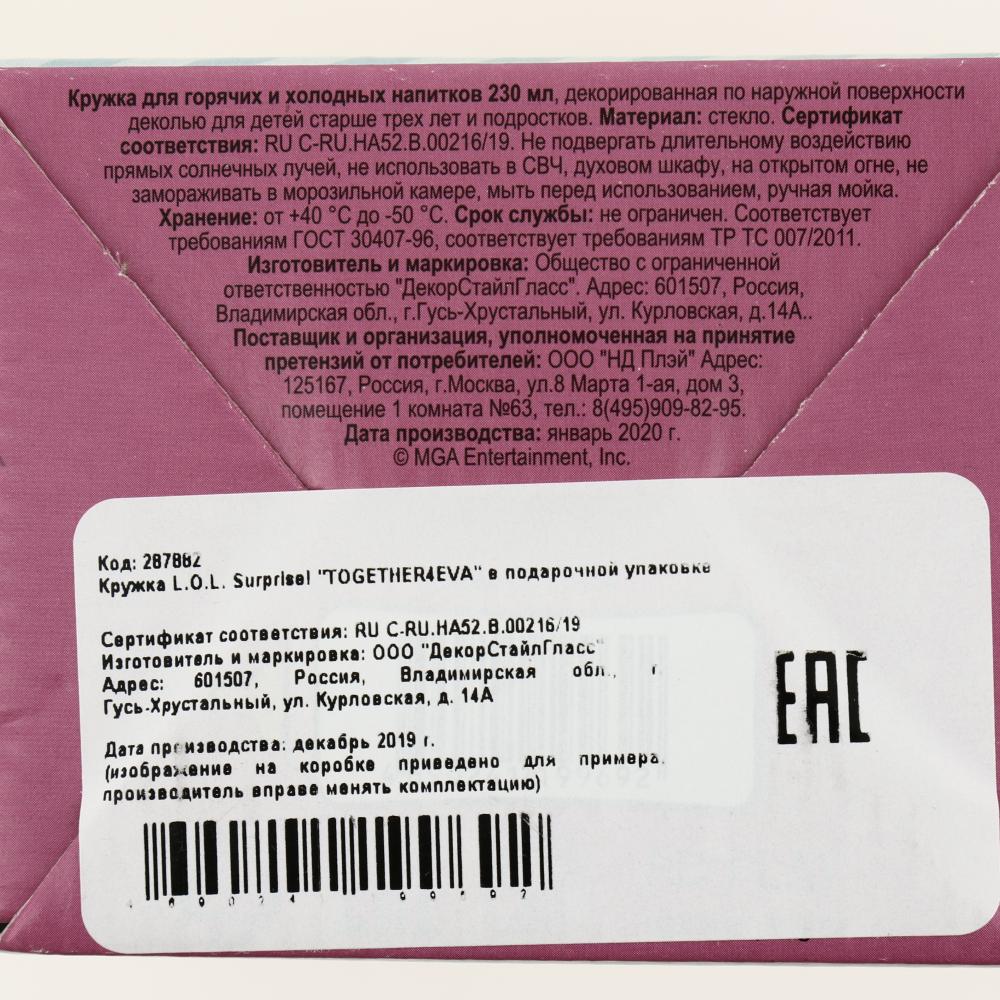 Кружка для горячих и холодных напитков 230 мл, декорированная по наружной поверхности
деколью для детей старше трех лет и подростков. Материал: стекло. Сертификат
соответствия: RU C-RU.HA52.B.00216/19. Не подвергать длительному воздействию
прямых солнечных лучей, не использовать в СВЧ, духовом шкафу, на открытом огне, не
замораживать в морозильной камере, мыть перед использованием, ручная мойка.
Хранение: от +40 °C до -50 °C. Срок службы: не ограничен. Соответствует
требованиям ГОСТ 30407-96, соответствует требованиям ТР ТС 007/2011.
Изготовитель и маркировка: Общество с ограниченной
ответственностью "ДекорСтайлГласс". Адрес: 601507, Россия,
Владимирская обл., г.Гусь-Хрустальный, ул. Курловская, д.14А..
Поставщик и организация, уполномоченная на принятие
претензий от потребителей: ООО "НД Плэй" Адрес:
125167, Россия, г.Москва, ул.8 Марта 1-ая, дом 3,
помещение 1 комната №63, тел.: 8(495)909-82-95.
Дата производства: январь 2020 г.
© MGA Entertainment, Inc.
Код: 287882
Кружка L.O.L. Surprise! "TOGETHER4EVA" в подарочной упаковке
Сертификат соответствия: RU C-RU.HA52.B.00216/19
Изготовитель и маркировка: ООО "ДекорСтайлГласс"
Адрес: 601507, Россия, Владимирская обл., г.
Гусь-Хрустальный, ул. Курловская, д. 14А
EAC
Дата производства: декабрь 2019 г.
(изображение на коробке приведено для примера.
производитель вправе менять комплектацию)